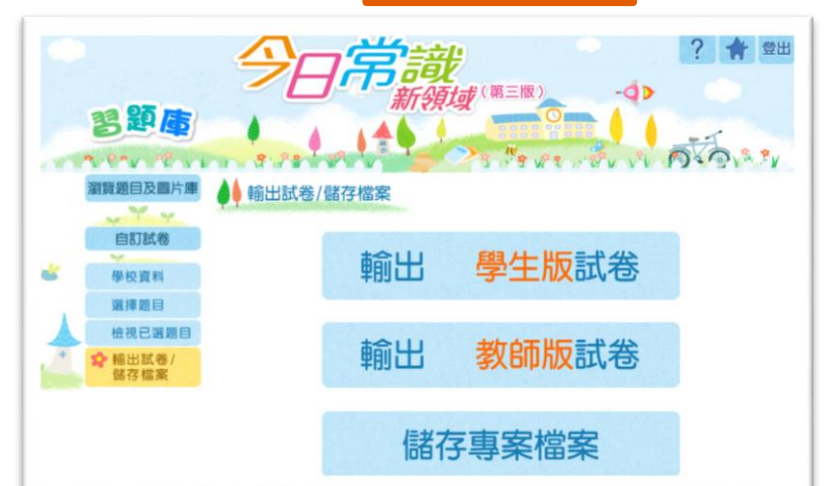 今日常識
新領域(第三版)
? 登出
習題庫
瀏覽題目及圖片庫
輸出試卷/儲存檔案
自訂試卷
學校資料
選擇題目
檢視已選題目
輸出試卷/
儲存檔案
輸出 學生版試卷
輸出 教師版試卷
儲存專案檔案